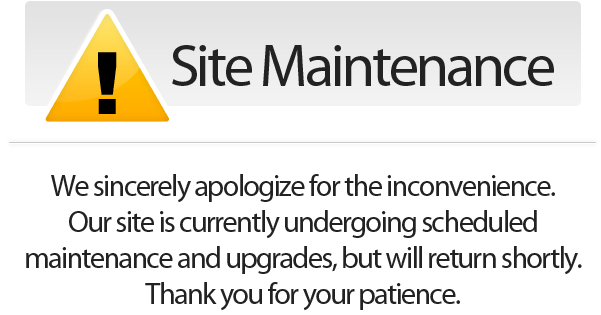 Site Maintenance
We sincerely apologize for the inconvenience.
Our site is currently undergoing scheduled
maintenance and upgrades, but will return shortly.
Thank you for your patience.